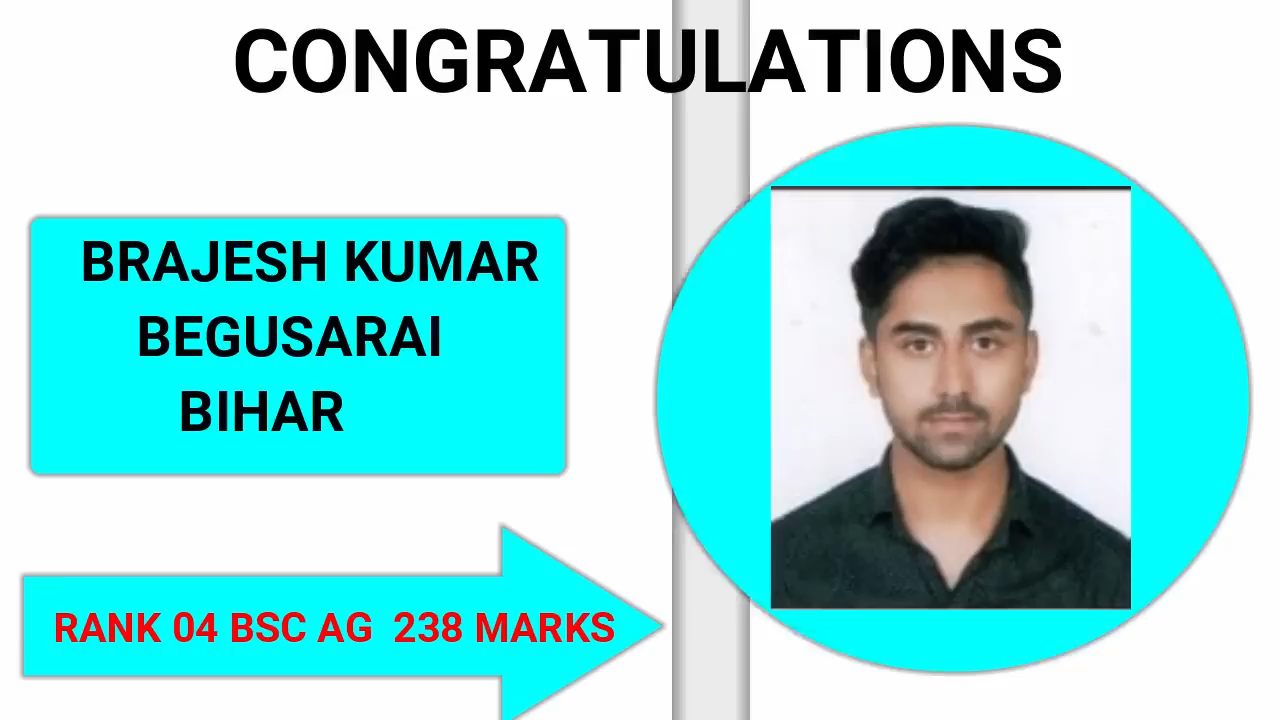 CONGRATULATIONS
BRAJESH KUMAR
BEGUSARAI
BIHAR
RANK 04 BSC AG 238 MARKS